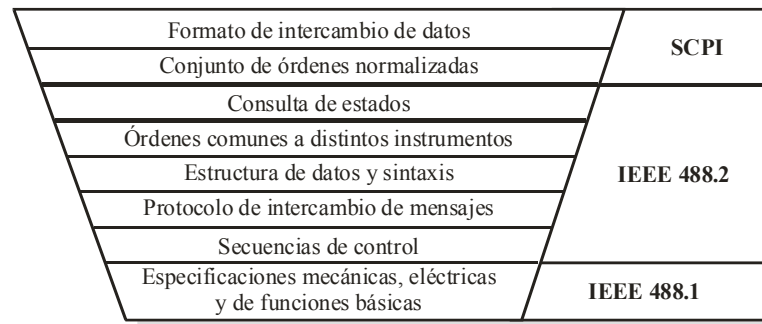 Formato de intercambio de datos
Conjunto de órdenes normalizadas
SCPI
Consulta de estados
Órdenes comunes a distintos instrumentos
Estructura de datos y sintaxis
Protocolo de intercambio de mensajes
Secuencias de control
IEEE 488.2
Especificaciones mecánicas, eléctricas
y de funciones básicas
IEEE 488.1